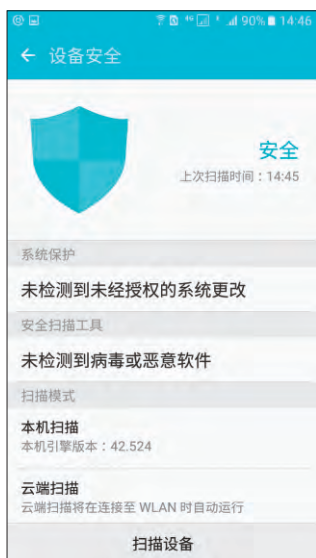 4G 90% 14:46
← 设备安全
安全
上次扫描时间：14:45
系统保护
未检测到未经授权的系统更改
安全扫描工具
未检测到病毒或恶意软件
扫描模式
本机扫描
本机引擎版本：42.524
云端扫描
云端扫描将在连接至 WLAN 时自动运行
扫描设备